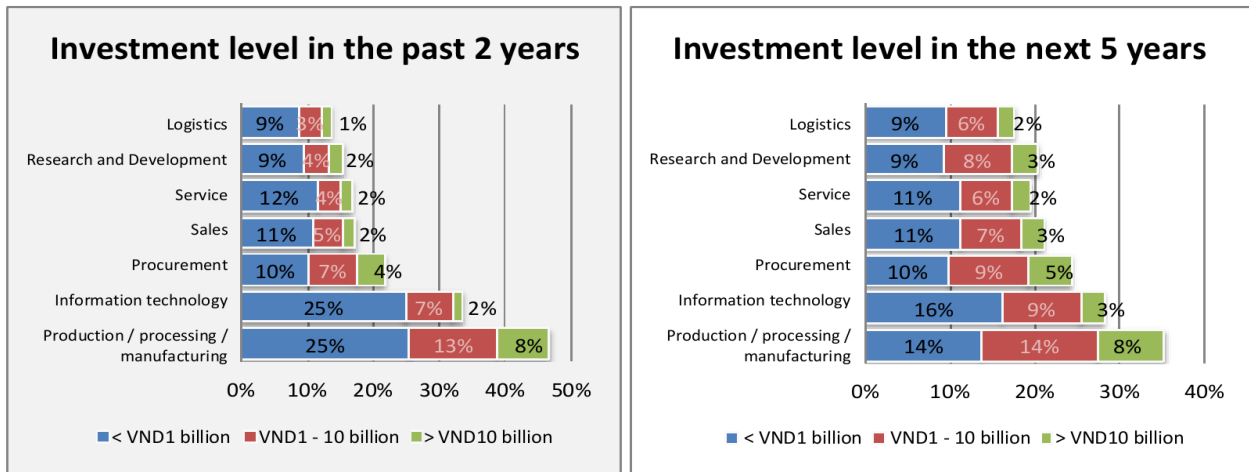 Investment level in the past 2 years
Logistics
9% 3% 1%
Research and Development
9% 4% 2%
Service
12% 4% 2%
Sales
11% 5% 2%
Procurement
10% 7% 4%
Information technology
25% 7% 2%
Production / processing /
manufacturing
25% 13% 8%
0% 10% 20% 30% 40% 50%
< VND1 billion VND1 - 10 billion > VND10 billion
Investment level in the next 5 years
Logistics
9% 6% 2%
Research and Development
9% 8% 3%
Service
11% 6% 2%
Sales
11% 7% 3%
Procurement
10% 9% 5%
Information technology
16% 9% 3%
Production / processing /
manufacturing
14% 14% 8%
0% 10% 20% 30% 40%
< VND1 billion VND1 - 10 billion > VND10 billion